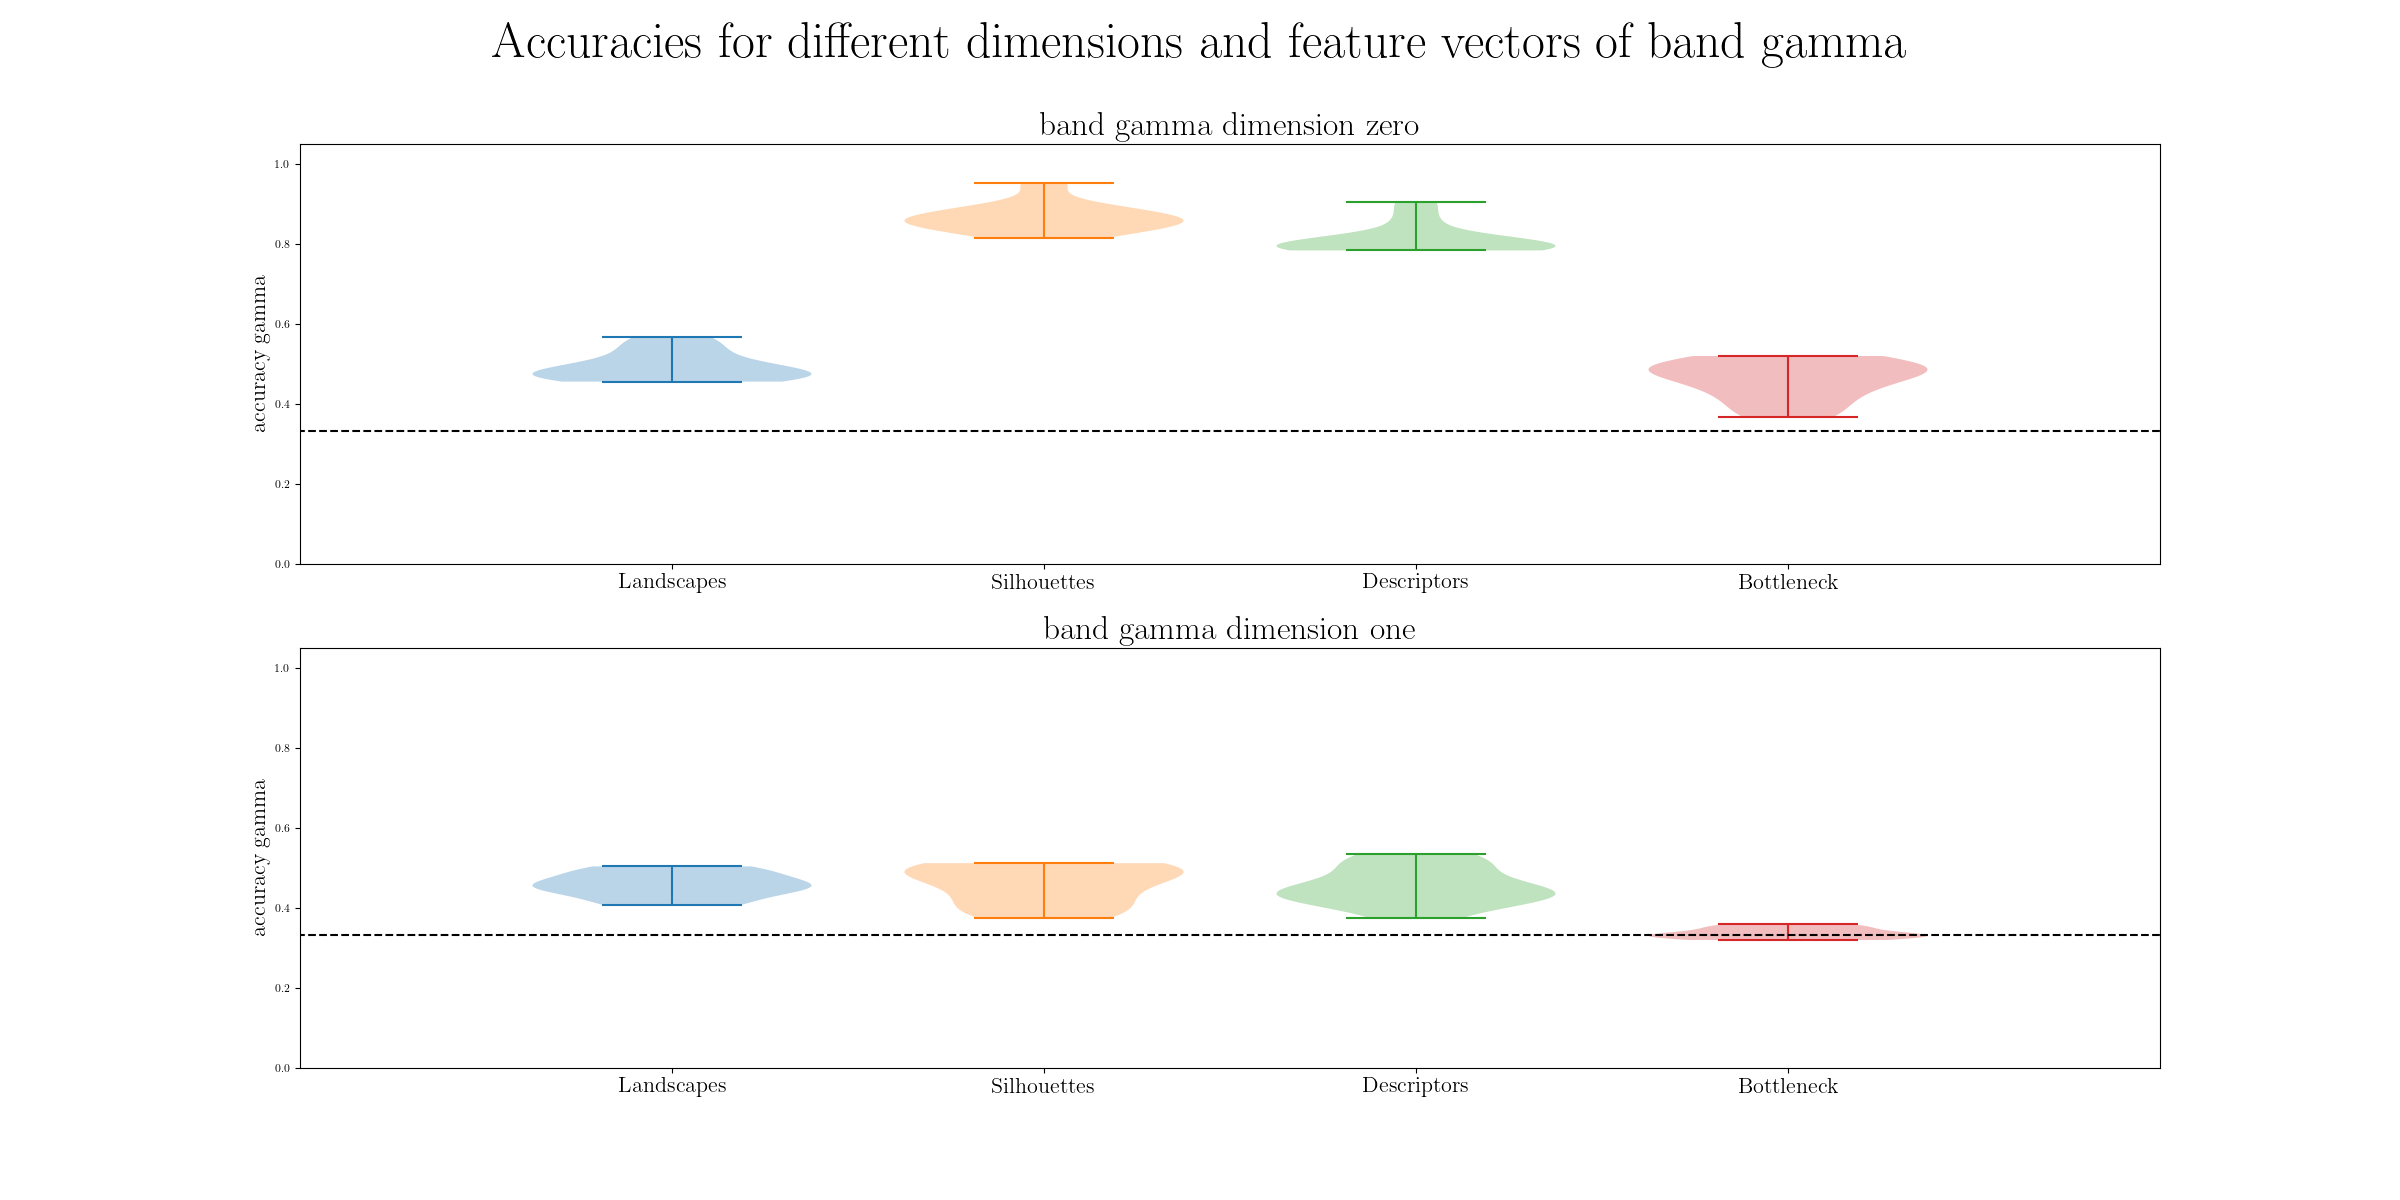 Accuracies for different dimensions and feature vectors of band gamma
band gamma dimension zero
accuracy gamma
1.0
0.8
0.6
0.4
0.2
0.0
Landscapes Silhouettes Descriptors Bottleneck
band gamma dimension one
accuracy gamma
1.0
0.8
0.6
0.4
0.2
0.0
Landscapes Silhouettes Descriptors Bottleneck